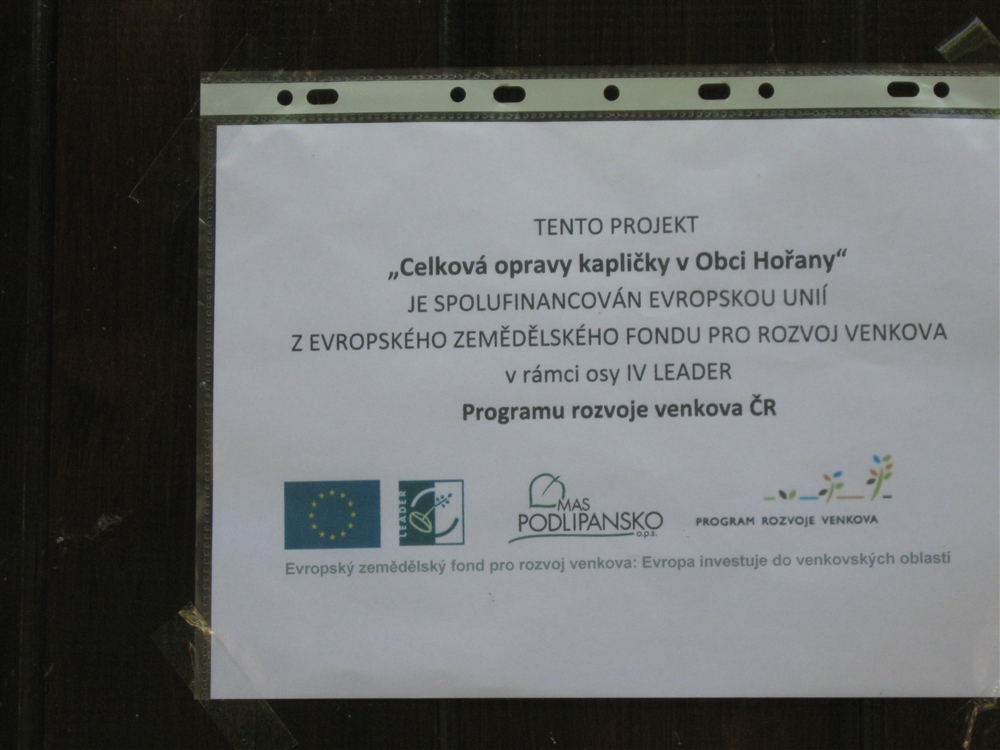 TENTO PROJEKT
„Celková opravy kapličky v Obci Hořany“
JE SPOLUFINANCOVÁN EVROPSKOU UNIÍ
Z EVROPSKÉHO ZEMĚDĚLSKÉHO FONDU PRO ROZVOJ VENKOVA
v rámci osy IV LEADER
Programu rozvoje venkova ČR
LEADER
MAS
PODLIPANSKO
o.p.s.
PROGRAM ROZVOJE VENKOVA
Evropský zemědělský fond pro rozvoj venkova: Evropa investuje do venkovských oblastí